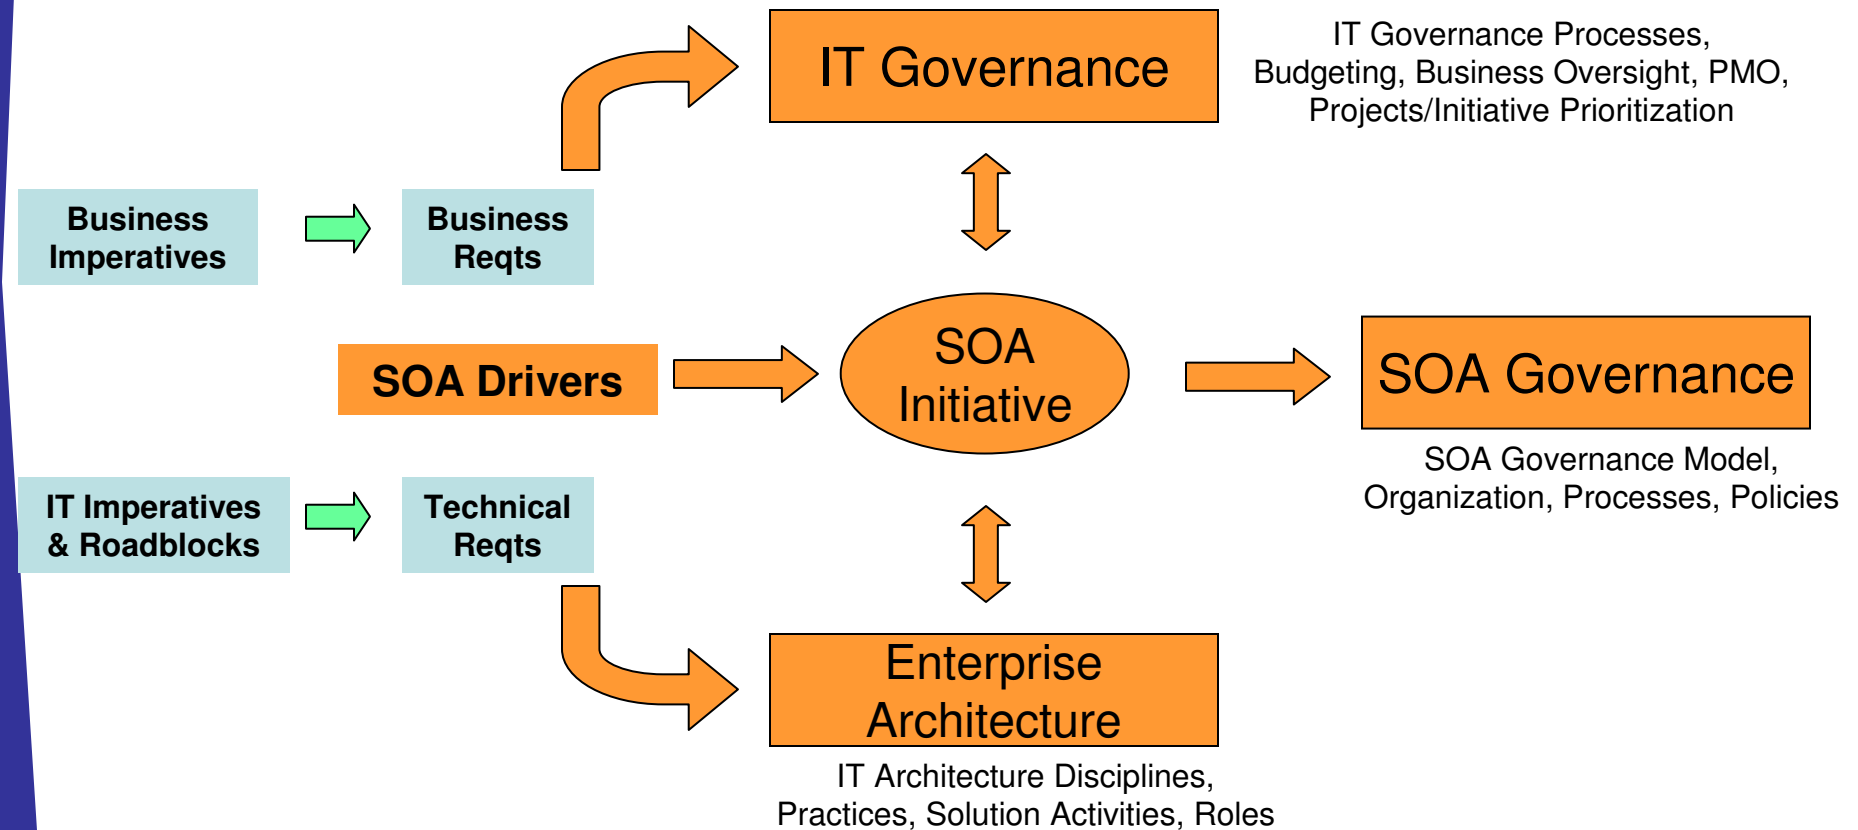 IT Governance
IT Governance Processes,
Budgeting, Business Oversight, PMO,
Projects/Initiative Prioritization
Business
Imperatives
Business
Reqts
SOA Drivers
SOA
Initiative
SOA Governance
SOA Governance Model,
Organization, Processes, Policies
IT Imperatives
& Roadblocks
Technical
Reqts
Enterprise
Architecture
IT Architecture Disciplines,
Practices, Solution Activities, Roles